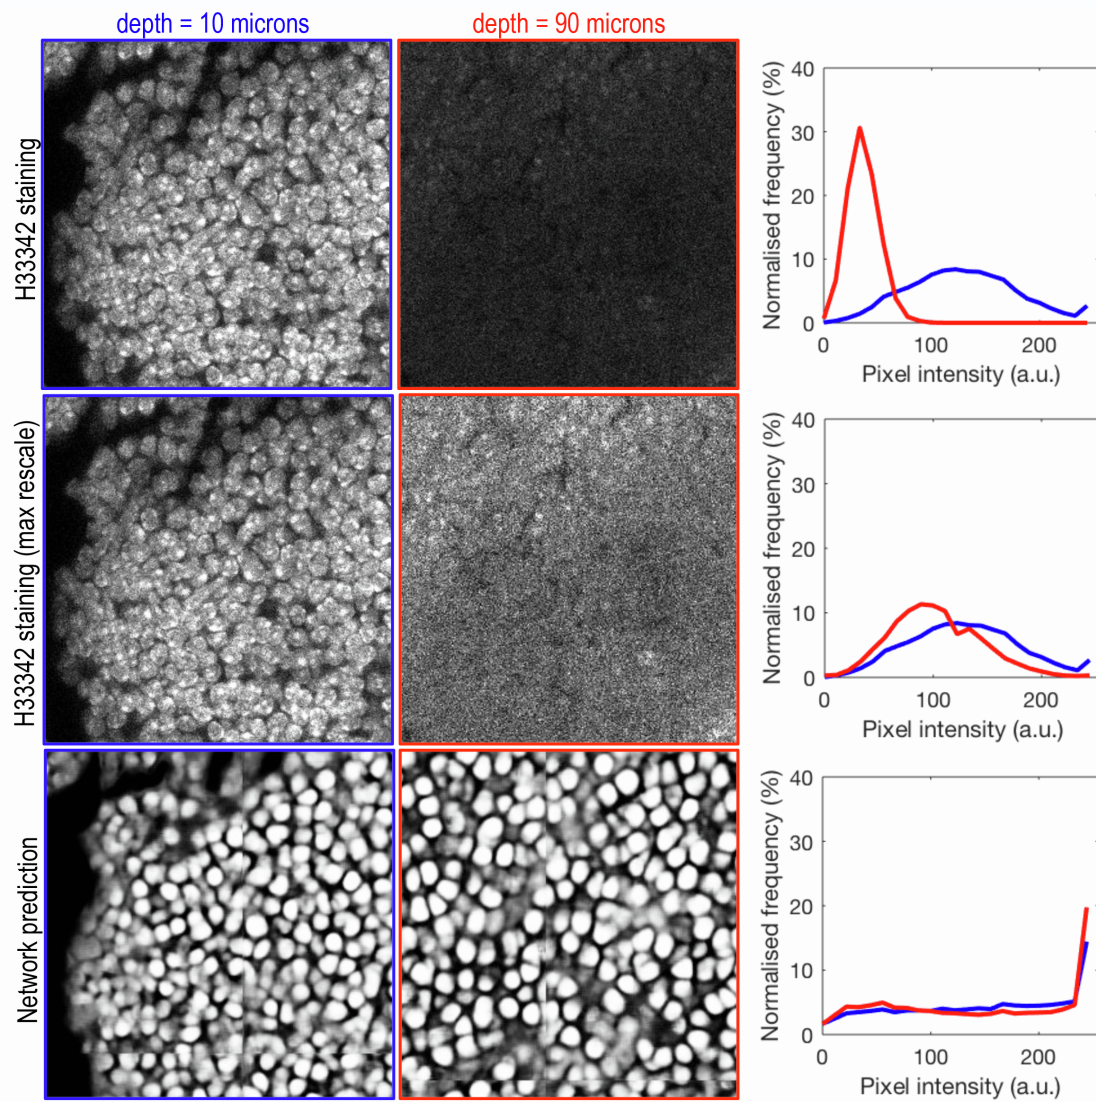 depth = 10 microns
depth = 90 microns
H33342 staining
Normalised frequency (%)
40
30
20
10
0
0
100
200
Pixel intensity (a.u.)
H33342 staining (max rescale)
Normalised frequency (%)
40
30
20
10
0
0
100
200
Pixel intensity (a.u.)
Network prediction
Normalised frequency (%)
40
30
20
10
0
0
100
200
Pixel intensity (a.u.)